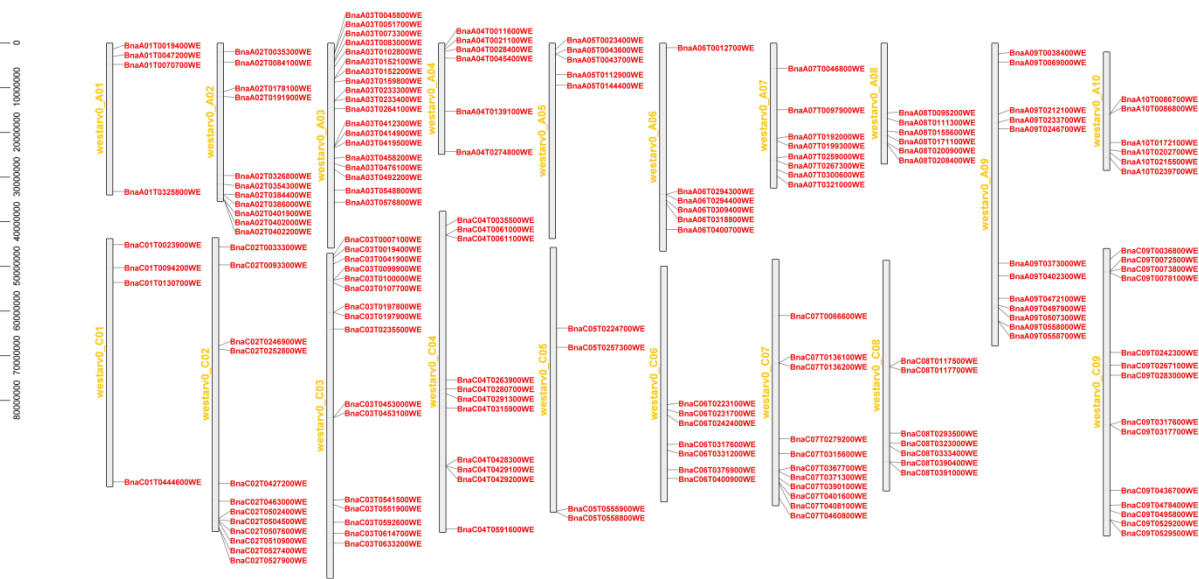 0
10000000
20000000
30000000
40000000
50000000
60000000
70000000
80000000
westarv0_A01
BnaA01T0019400WE
BnaA01T0047200WE
BnaA01T0070700WE
BnaA01T0325800WE
westarv0_A02
BnaA02T0035300WE
BnaA02T0084100WE
BnaA02T0178100WE
BnaA02T0191900WE
BnaA02T0326800WE
BnaA02T0354300WE
BnaA02T0384400WE
BnaA02T0386000WE
BnaA02T0401900WE
BnaA02T0402000WE
BnaA02T0402200WE
westarv0_A03
BnaA03T0045800WE
BnaA03T0051700WE
BnaA03T0073300WE
BnaA03T0083000WE
BnaA03T0102800WE
BnaA03T0152100WE
BnaA03T0152200WE
BnaA03T0159800WE
BnaA03T0233300WE
BnaA03T0233400WE
BnaA03T0264100WE
BnaA03T0412300WE
BnaA03T0414900WE
BnaA03T0419500WE
BnaA03T0458200WE
BnaA03T0476100WE
BnaA03T0492200WE
BnaA03T0548800WE
BnaA03T0576800WE
westarv0_A04
BnaA04T0011600WE
BnaA04T0021100WE
BnaA04T0028400WE
BnaA04T0045400WE
BnaA04T0139100WE
BnaA04T0274800WE
westarv0_A05
BnaA05T0023400WE
BnaA05T0043600WE
BnaA05T0043700WE
BnaA05T0112900WE
BnaA05T0144400WE
westarv0_A06
BnaA06T0012700WE
BnaA06T0294300WE
BnaA06T0294400WE
BnaA06T0309400WE
BnaA06T0318800WE
BnaA06T0400700WE
westarv0_A07
BnaA07T0046800WE
BnaA07T0097900WE
BnaA07T0192000WE
BnaA07T0199300WE
BnaA07T0259000WE
BnaA07T0267300WE
BnaA07T0300600WE
BnaA07T0321000WE
westarv0_A08
BnaA08T0095200WE
BnaA08T0111300WE
BnaA08T0155600WE
BnaA08T0171100WE
BnaA08T0200900WE
BnaA08T0208400WE
westarv0_A09
BnaA09T0038400WE
BnaA09T0069000WE
BnaA09T0212100WE
BnaA09T0233700WE
BnaA09T0246700WE
BnaA09T0373000WE
BnaA09T0402300WE
BnaA09T0472100WE
BnaA09T0497900WE
BnaA09T0507300WE
BnaA09T0558000WE
BnaA09T0558700WE
westarv0_A10
BnaA10T0086700WE
BnaA10T0086800WE
BnaA10T0172100WE
BnaA10T0202700WE
BnaA10T0215500WE
BnaA10T0239700WE
westarv0_C01
BnaC01T0023900WE
BnaC01T0094200WE
BnaC01T0130700WE
BnaC01T0444600WE
westarv0_C02
BnaC02T0033300WE
BnaC02T0093300WE
BnaC02T0246900WE
BnaC02T0252800WE
BnaC02T0427200WE
BnaC02T0463000WE
BnaC02T0502400WE
BnaC02T0504500WE
BnaC02T0507600WE
BnaC02T0510900WE
BnaC02T0527400WE
BnaC02T0527900WE
westarv0_C03
BnaC03T0007100WE
BnaC03T0019400WE
BnaC03T0041900WE
BnaC03T0099900WE
BnaC03T0100000WE
BnaC03T0107700WE
BnaC03T0197800WE
BnaC03T0197900WE
BnaC03T0235500WE
BnaC03T0453000WE
BnaC03T0453100WE
BnaC03T0541500WE
BnaC03T0551900WE
BnaC03T0592600WE
BnaC03T0614700WE
BnaC03T0633200WE
westarv0_C04
BnaC04T0035500WE
BnaC04T0061000WE
BnaC04T0061100WE
BnaC04T0263900WE
BnaC04T0280700WE
BnaC04T0291300WE
BnaC04T0315900WE
BnaC04T0428300WE
BnaC04T0429100WE
BnaC04T0429200WE
BnaC04T0591600WE
westarv0_C05
BnaC05T0224700WE
BnaC05T0257300WE
BnaC05T0555900WE
BnaC05T0558800WE
westarv0_C06
BnaC06T0223100WE
BnaC06T0231700WE
BnaC06T0242400WE
BnaC06T0317600WE
BnaC06T0331200WE
BnaC06T0376900WE
BnaC06T0400900WE
westarv0_C07
BnaC07T0066600WE
BnaC07T0136100WE
BnaC07T0136200WE
BnaC07T0279200WE
BnaC07T0315600WE
BnaC07T0367700WE
BnaC07T0371300WE
BnaC07T0390100WE
BnaC07T0401600WE
BnaC07T0408100WE
BnaC07T0460800WE
westarv0_C08
BnaC08T0117500WE
BnaC08T0117700WE
BnaC08T0293500WE
BnaC08T0323000WE
BnaC08T0333400WE
BnaC08T0390400WE
BnaC08T0391000WE
westarv0_C09
BnaC09T0036800WE
BnaC09T0072500WE
BnaC09T0073800WE
BnaC09T0078100WE
BnaC09T0242300WE
BnaC09T0267100WE
BnaC09T0283000WE
BnaC09T0317600WE
BnaC09T0317700WE
BnaC09T0436700WE
BnaC09T0478400WE
BnaC09T0495800WE
BnaC09T0529200WE
BnaC09T0529500WE